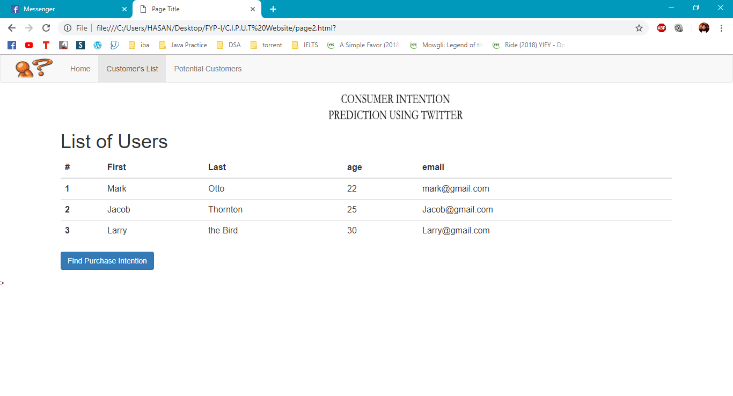 Messenger
Page Title
File | file:///C:/Users/HASAN/Desktop/FYP-I/C.I.P.U.T%20Website/page2.html?
iba Java Practice DSA torrent IELTS A Simple Favor (2018 Mowgli: Legend of th Ride (2018) YIFY - Do
Home Customer's List Potential Customers
CONSUMER INTENTION
PREDICTION USING TWITTER
List of Users
# First Last age email
1 Mark Otto 22 mark@gmail.com
2 Jacob Thornton 25 Jacob@gmail.com
3 Larry the Bird 30 Larry@gmail.com
Find Purchase Intention
>